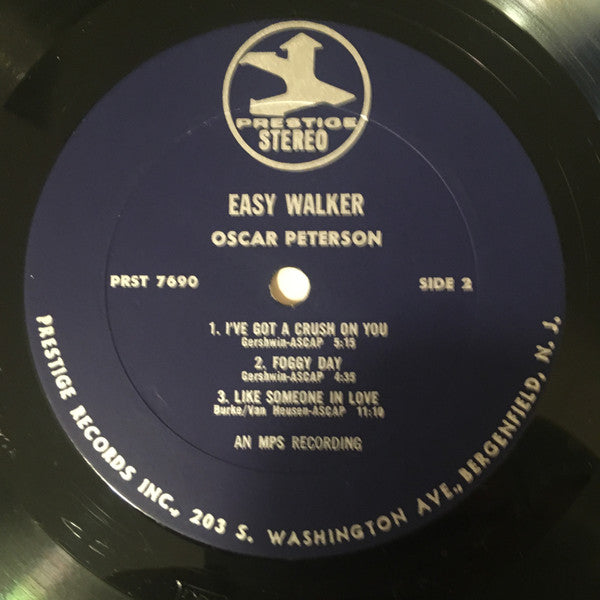 PRESTIGE
STEREO
EASY WALKER
OSCAR PETERSON
PRST 7690
SIDE 2
1. I'VE GOT A CRUSH ON YOU
Gershwin-ASCAP 5:15
2. FOGGY DAY
Gershwin-ASCAP 4:35
3. LIKE SOMEONE IN LOVE
Burke/Van Heusen-ASCAP 11:10
AN MPS RECORDING
PRESTIGE RECORDS INC., 203 S. WASHINGTON AVE., BERGENFIELD, N. J.